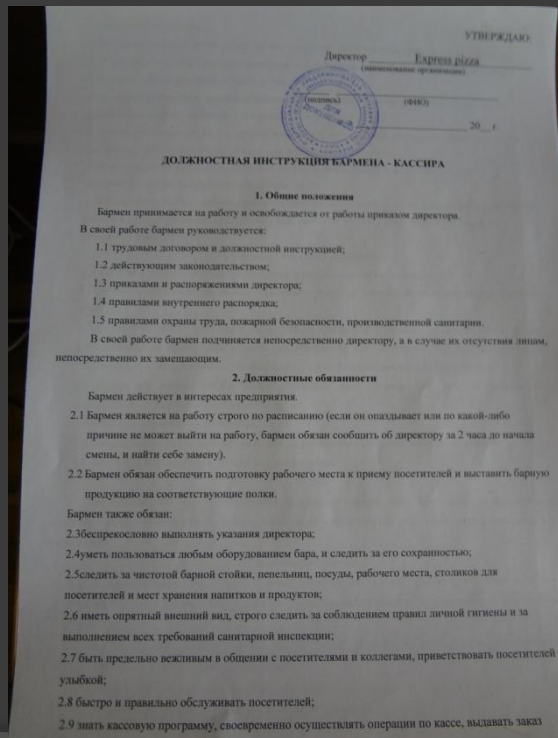 УТВЕРЖДАЮ:
Директор Express pizza
(наименование организации)
(подпись) (ФИО)
20__г.
ДОЛЖНОСТНАЯ ИНСТРУКЦИЯ БАРМЕНА - КАССИРА
1. Общие положения
Бармен принимается на работу и освобождается от работы приказом директора.
В своей работе бармен руководствуется:
1.1 трудовым договором и должностной инструкцией;
1.2 действующим законодательством;
1.3 приказами и распоряжениями директора;
1.4 правилами внутреннего распорядка;
1.5 правилами охраны труда, пожарной безопасности, производственной санитарии.
В своей работе бармен подчиняется непосредственно директору, а в случае их отсутствия лицам,
непосредственно их замещающим.
2. Должностные обязанности
Бармен действует в интересах предприятия.
2.1 Бармен является на работу строго по расписанию (если он опаздывает или по какой-либо
причине не может выйти на работу, бармен обязан сообщить об директору за 2 часа до начала
смены, и найти себе замену).
2.2 Бармен обязан обеспечить подготовку рабочего места к приему посетителей и выставить барную
продукцию на соответствующие полки.
Бармен также обязан:
2.3беспрекословно выполнять указания директора;
2.4уметь пользоваться любым оборудованием бара, и следить за его сохранностью;
2.5следить за чистотой барной стойки, пепельниц, посуды, рабочего места, столиков для
посетителей и мест хранения напитков и продуктов;
2.6 иметь опрятный внешний вид, строго следить за соблюдением правил личной гигиены и за
выполнением всех требований санитарной инспекции;
2.7 быть предельно вежливым в общении с посетителями и коллегами, приветствовать посетителей
улыбкой;
2.8 быстро и правильно обслуживать посетителей;
2.9 знать кассовую программу, своевременно осуществлять операции по кассе, выдавать заказ